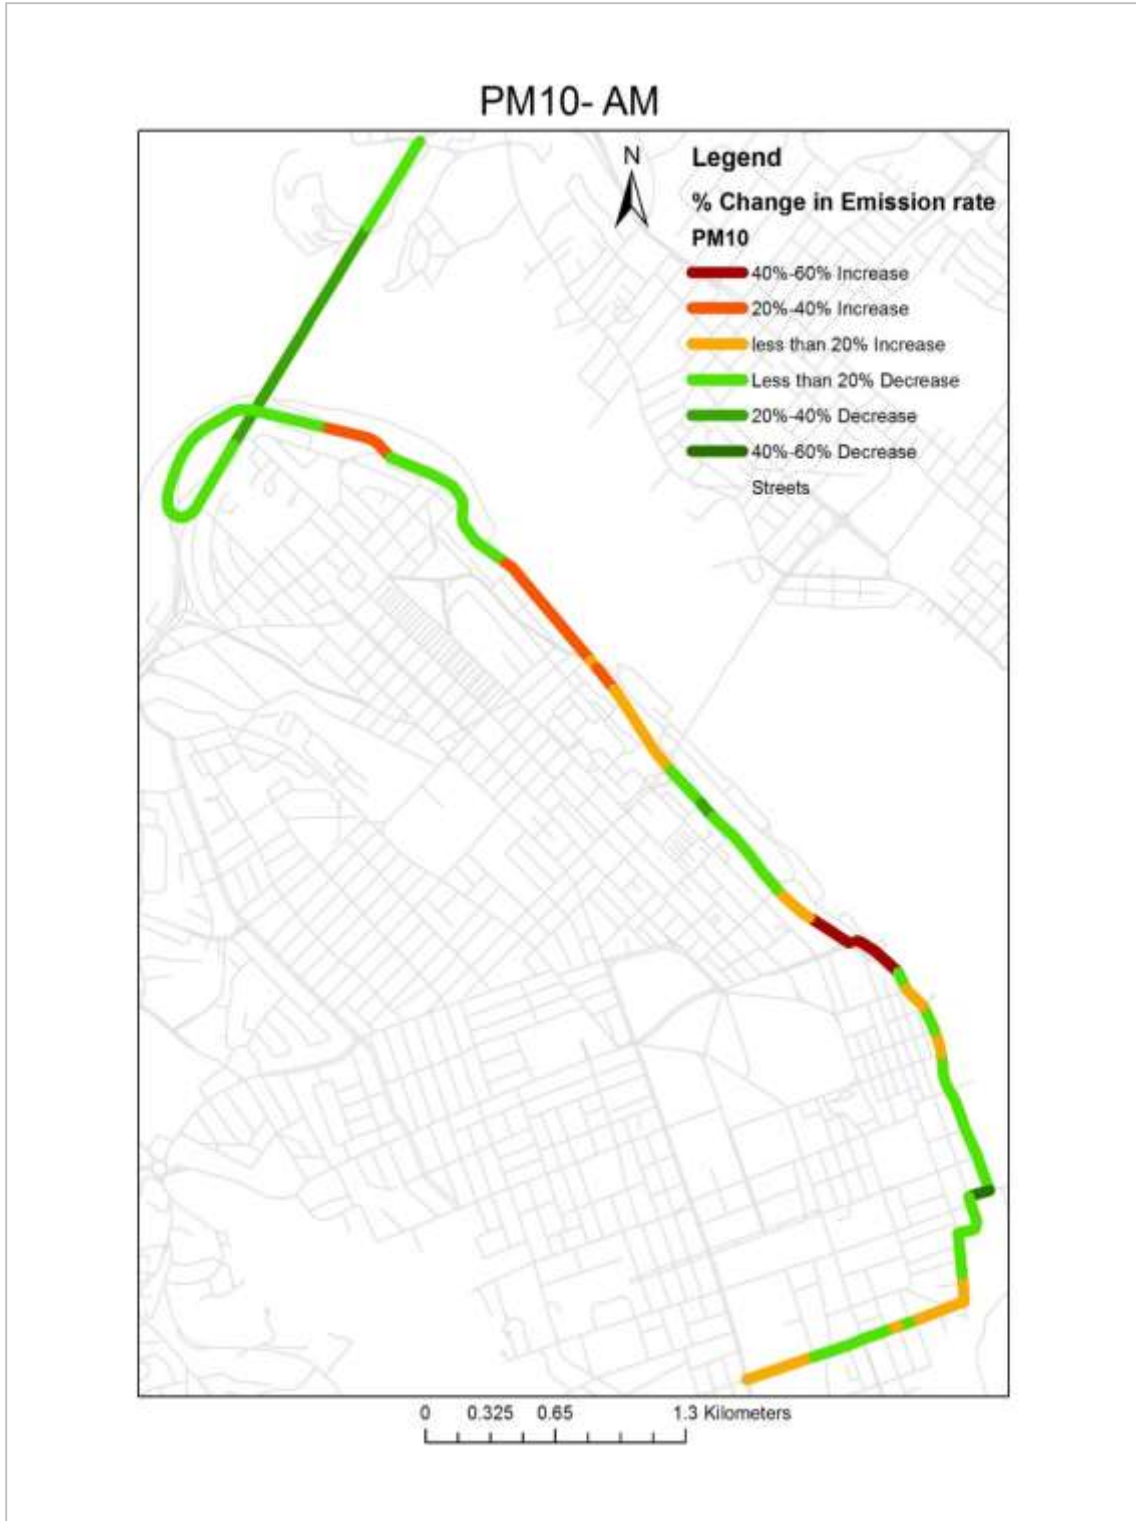 PM10- AM
N
Legend
% Change in Emission rate
PM10
40%-60% Increase
20%-40% Increase
less than 20% Increase
Less than 20% Decrease
20%-40% Decrease
40%-60% Decrease
Streets
0 0.325 0.65 1.3 Kilometers